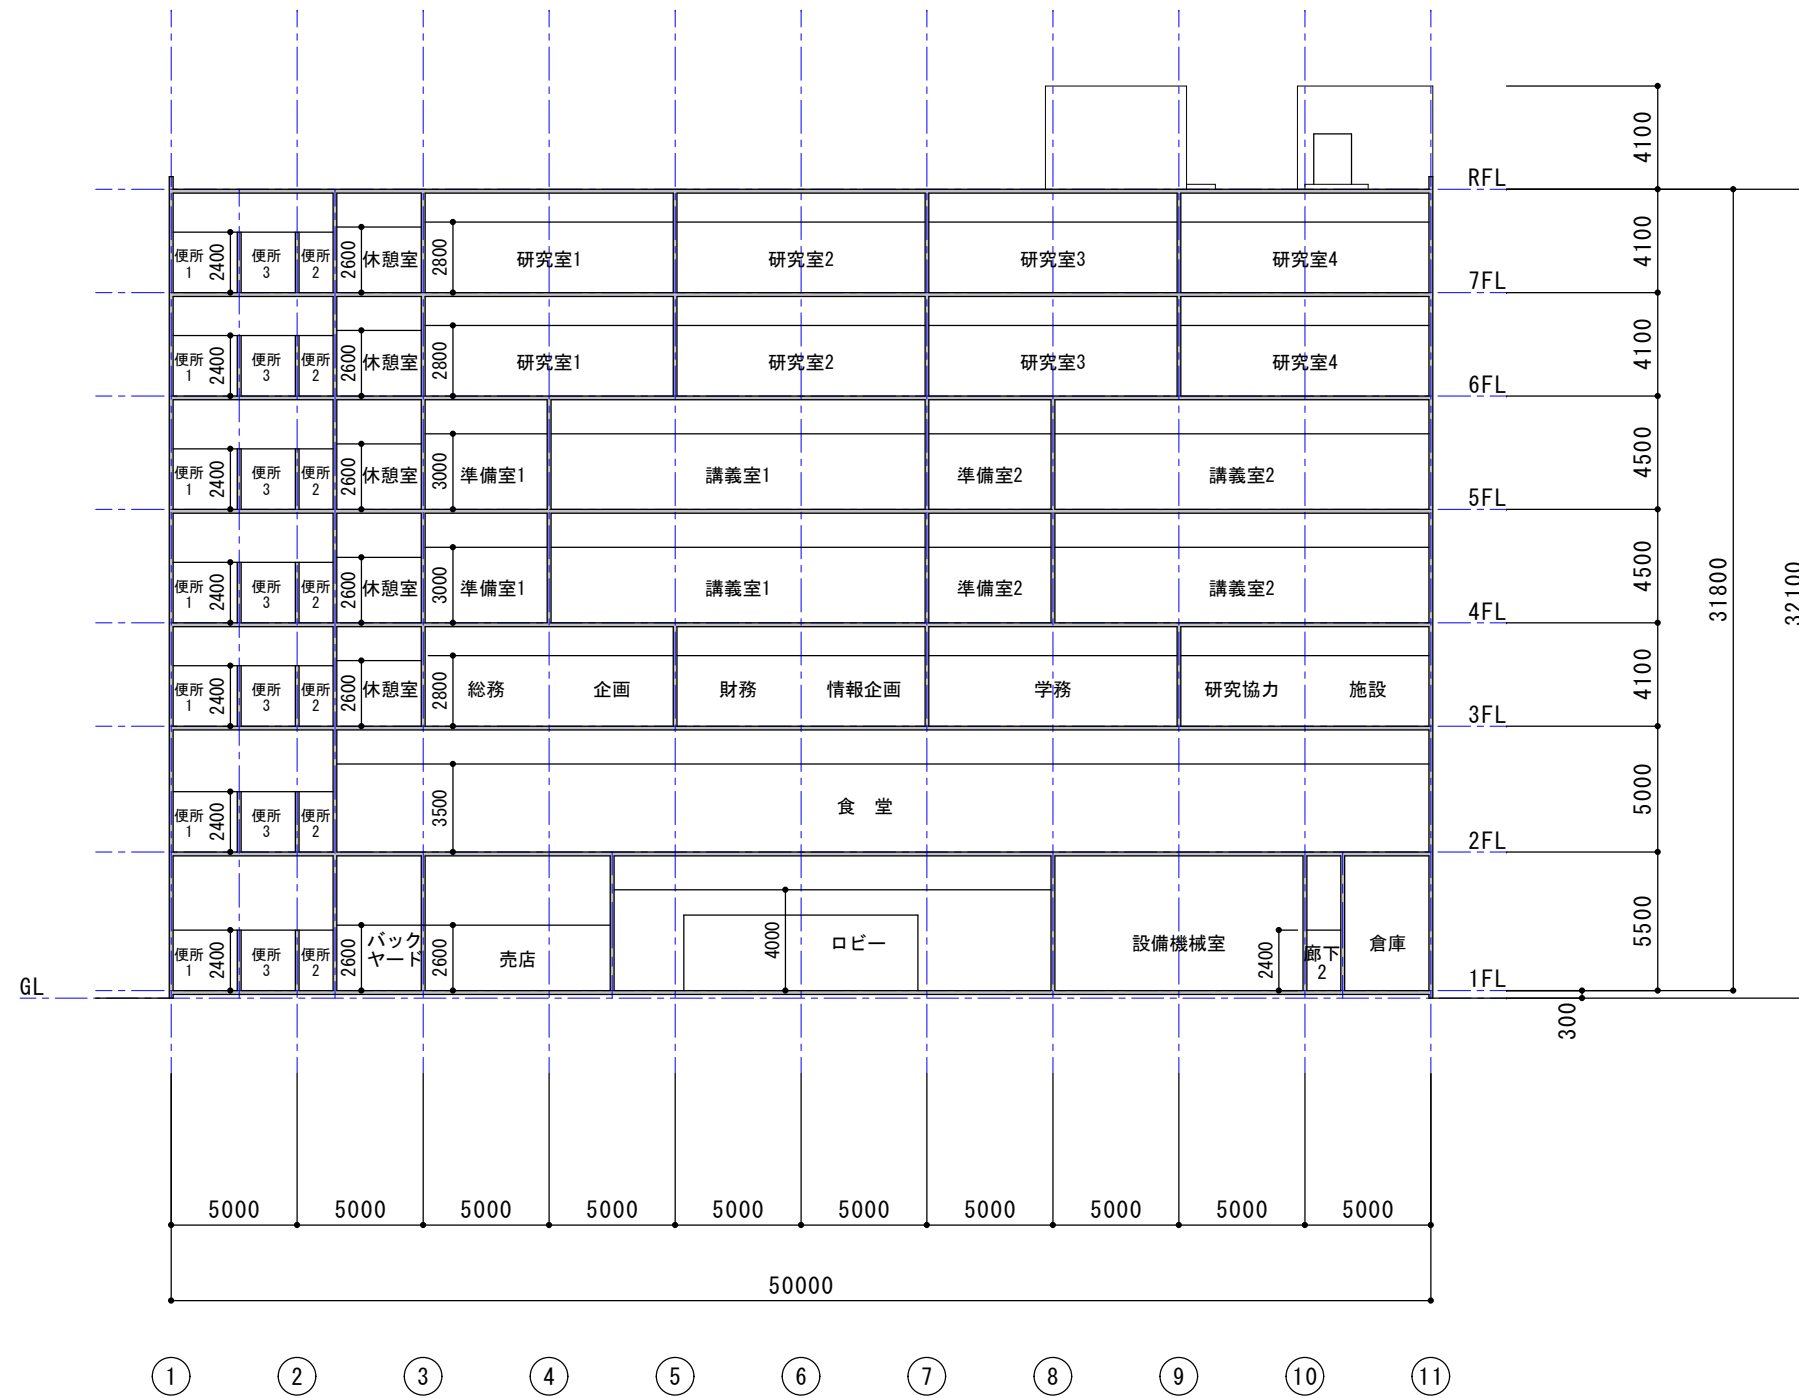 4100
RFL
便所 便所 便所 休憩室 研究室1 研究室2 研究室3 研究室4
1 2400 3 2 2600 2800
4100
7FL
便所 便所 便所 休憩室 研究室1 研究室2 研究室3 研究室4
1 2400 3 2 2600 2800
4100
6FL
便所 便所 便所 休憩室 準備室1 講義室1 準備室2 講義室2
1 2400 3 2 2600 3000
4500
5FL
便所 便所 便所 休憩室 準備室1 講義室1 準備室2 講義室2
1 2400 3 2 2600 3000
4500
31800
32100
4FL
便所 便所 便所 休憩室 総務 企画 財務 情報企画 学務 研究協力 施設
1 2400 3 2 2600 2800
4100
3FL
便所 便所 便所 食 堂
1 2400 3 2 3500
5000
2FL
便所 便所 便所 バック 売店 ロビー 設備機械室 廊下 倉庫
1 2400 3 2 2600 ヤード 2600 4000 2400 2
5500
GL
1FL
300
5000 5000 5000 5000 5000 5000 5000 5000 5000 5000
50000
1 2 3 4 5 6 7 8 9 10 11